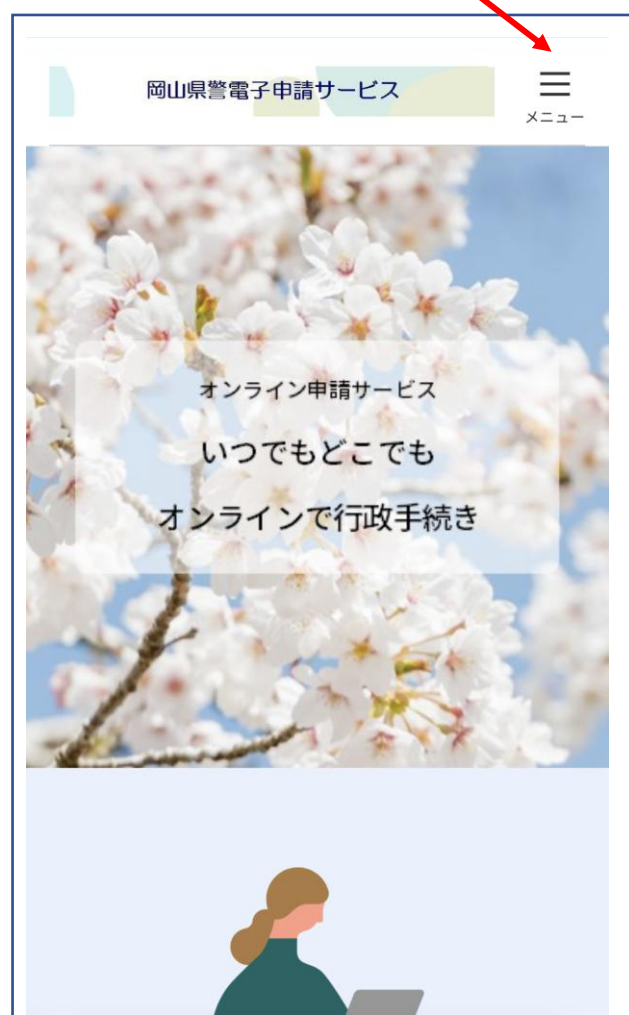 岡山県警電子申請サービス
メニュー
オンライン申請サービス
いつでもどこでも
オンラインで行政手続き